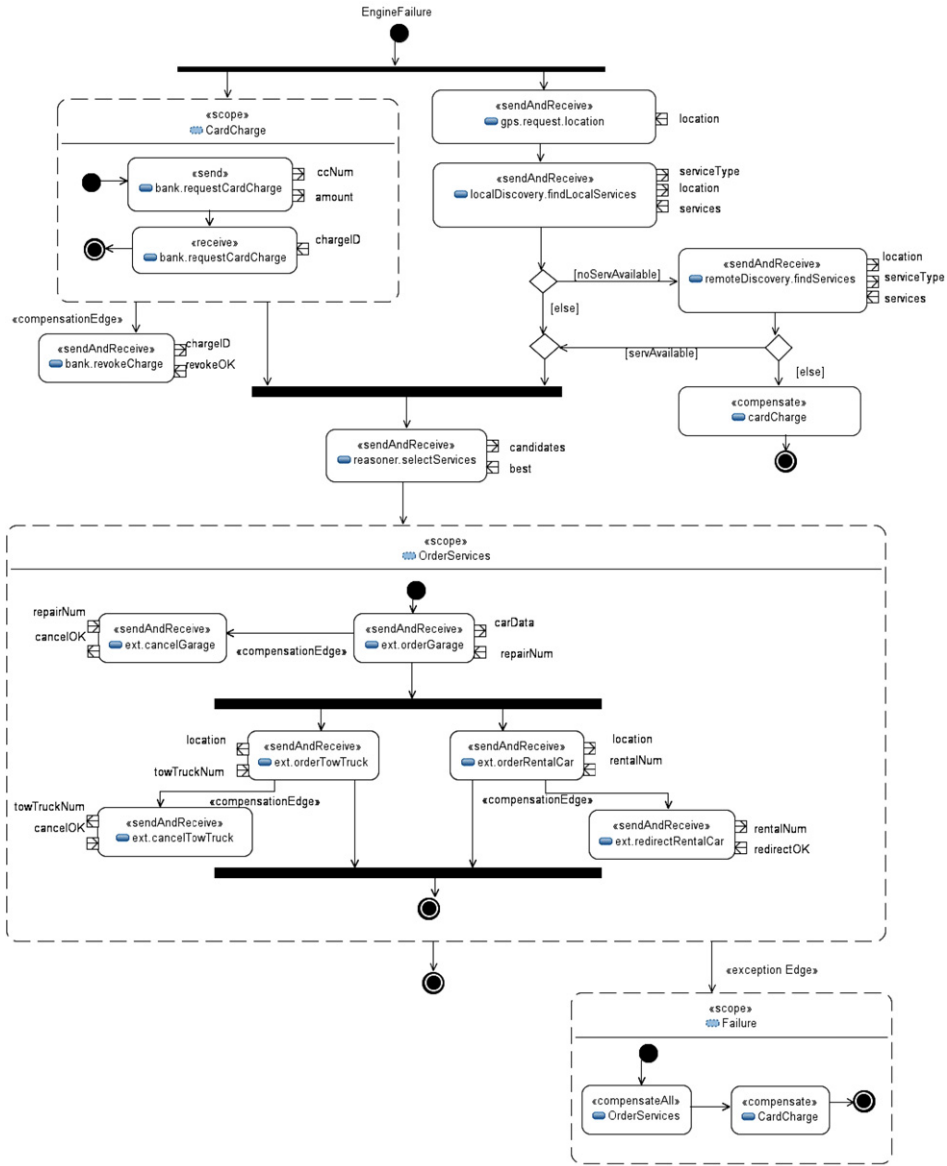 EngineFailure
«scope»
CardCharge
«send»
bank.requestCardCharge
ccNum
amount
«receive»
bank.requestCardCharge
chargeID
«compensationEdge»
«sendAndReceive»
bank.revokeCharge
chargeID
revokeOK
«sendAndReceive»
gps.request.location
location
«sendAndReceive»
localDiscovery.findLocalServices
serviceType
location
services
[noServAvailable]
[else]
«sendAndReceive»
remoteDiscovery.findServices
location
serviceType
services
[servAvailable]
[else]
«compensate»
cardCharge
«sendAndReceive»
reasoner.selectServices
candidates
best
«scope»
OrderServices
repairNum
cancelOK
«sendAndReceive»
ext.cancelGarage
«compensationEdge»
«sendAndReceive»
ext.orderGarage
carData
repairNum
location
towTruckNum
«sendAndReceive»
ext.orderTowTruck
«sendAndReceive»
ext.orderRentalCar
location
rentalNum
«compensationEdge»
«compensationEdge»
towTruckNum
cancelOK
«sendAndReceive»
ext.cancelTowTruck
«sendAndReceive»
ext.redirectRentalCar
rentalNum
redirectOK
«exception Edge»
«scope»
Failure
«compensateAll»
OrderServices
«compensate»
CardCharge